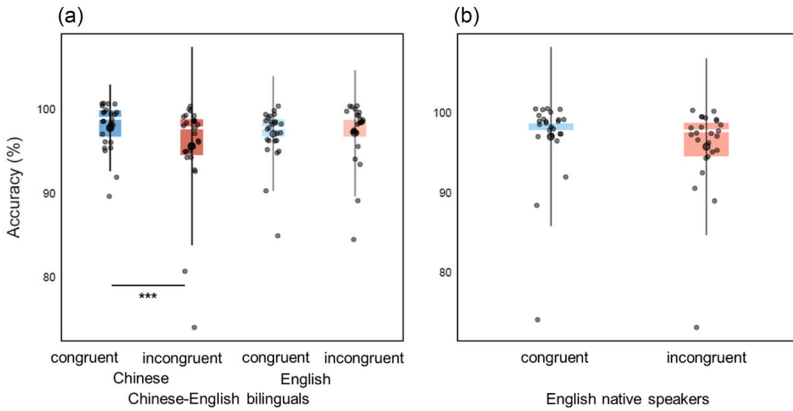 (a)
(b)
Accuracy (%)
100
90
80
***
congruent incongruent congruent incongruent
Chinese English
Chinese-English bilinguals
100
90
80
congruent incongruent
English native speakers